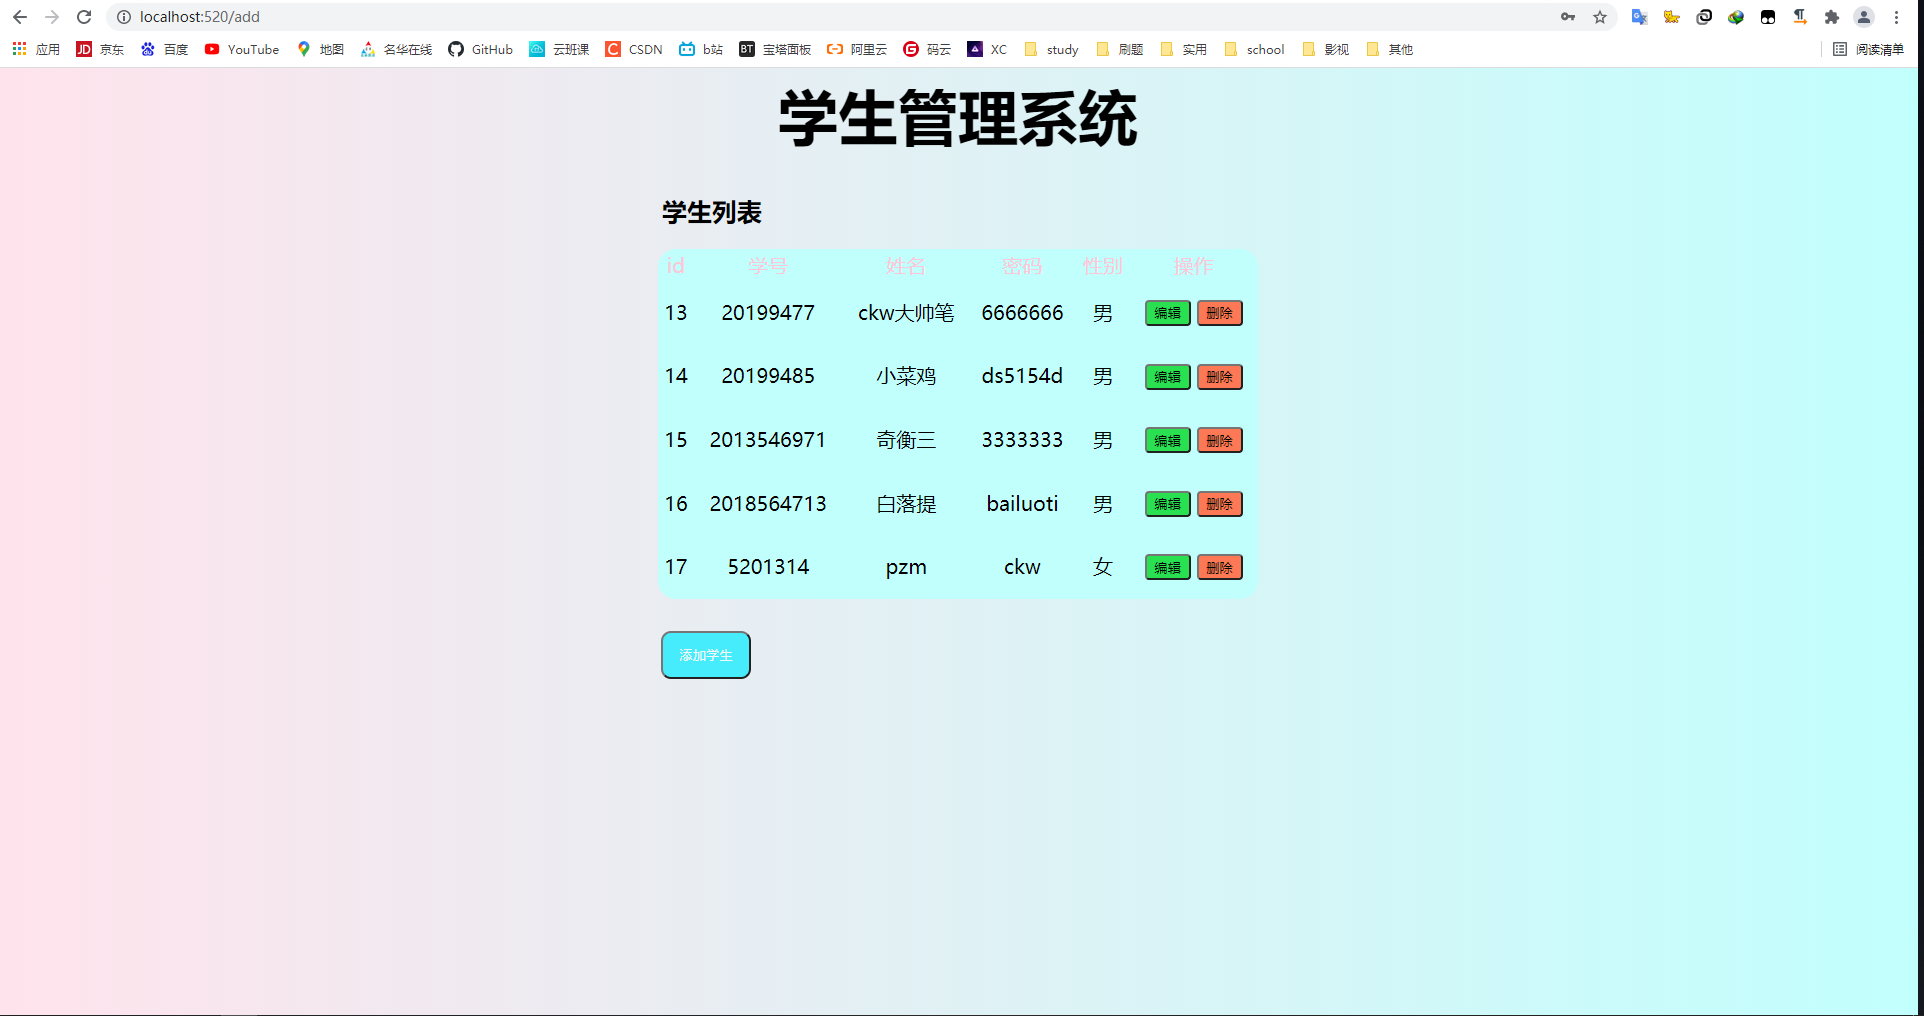 localhost:520/add
应用 京东 百度 YouTube 地图 名华在线 GitHub 云班课 CSDN b站 宝塔面板 阿里云 码云 XC study 刷题 实用 school 影视 其他 阅读清单
学生管理系统
学生列表
id 学号 姓名 密码 性别 操作
13 20199477 ckw大帅笔 6666666 男 编辑 删除
14 20199485 小菜鸡 ds5154d 男 编辑 删除
15 2013546971 奇衡三 3333333 男 编辑 删除
16 2018564713 白落提 bailuoti 男 编辑 删除
17 5201314 pzm ckw 女 编辑 删除
添加学生